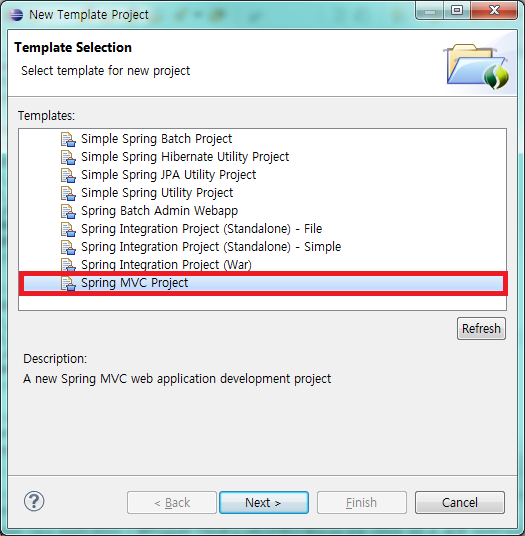 New Template Project
Template Selection
Select template for new project
Templates:
Simple Spring Batch Project
Simple Spring Hibernate Utility Project
Simple Spring JPA Utility Project
Simple Spring Utility Project
Spring Batch Admin Webapp
Spring Integration Project (Standalone) - File
Spring Integration Project (Standalone) - Simple
Spring Integration Project (War)
Spring MVC Project
Refresh
Description:
A new Spring MVC web application development project
? < Back Next > Finish Cancel